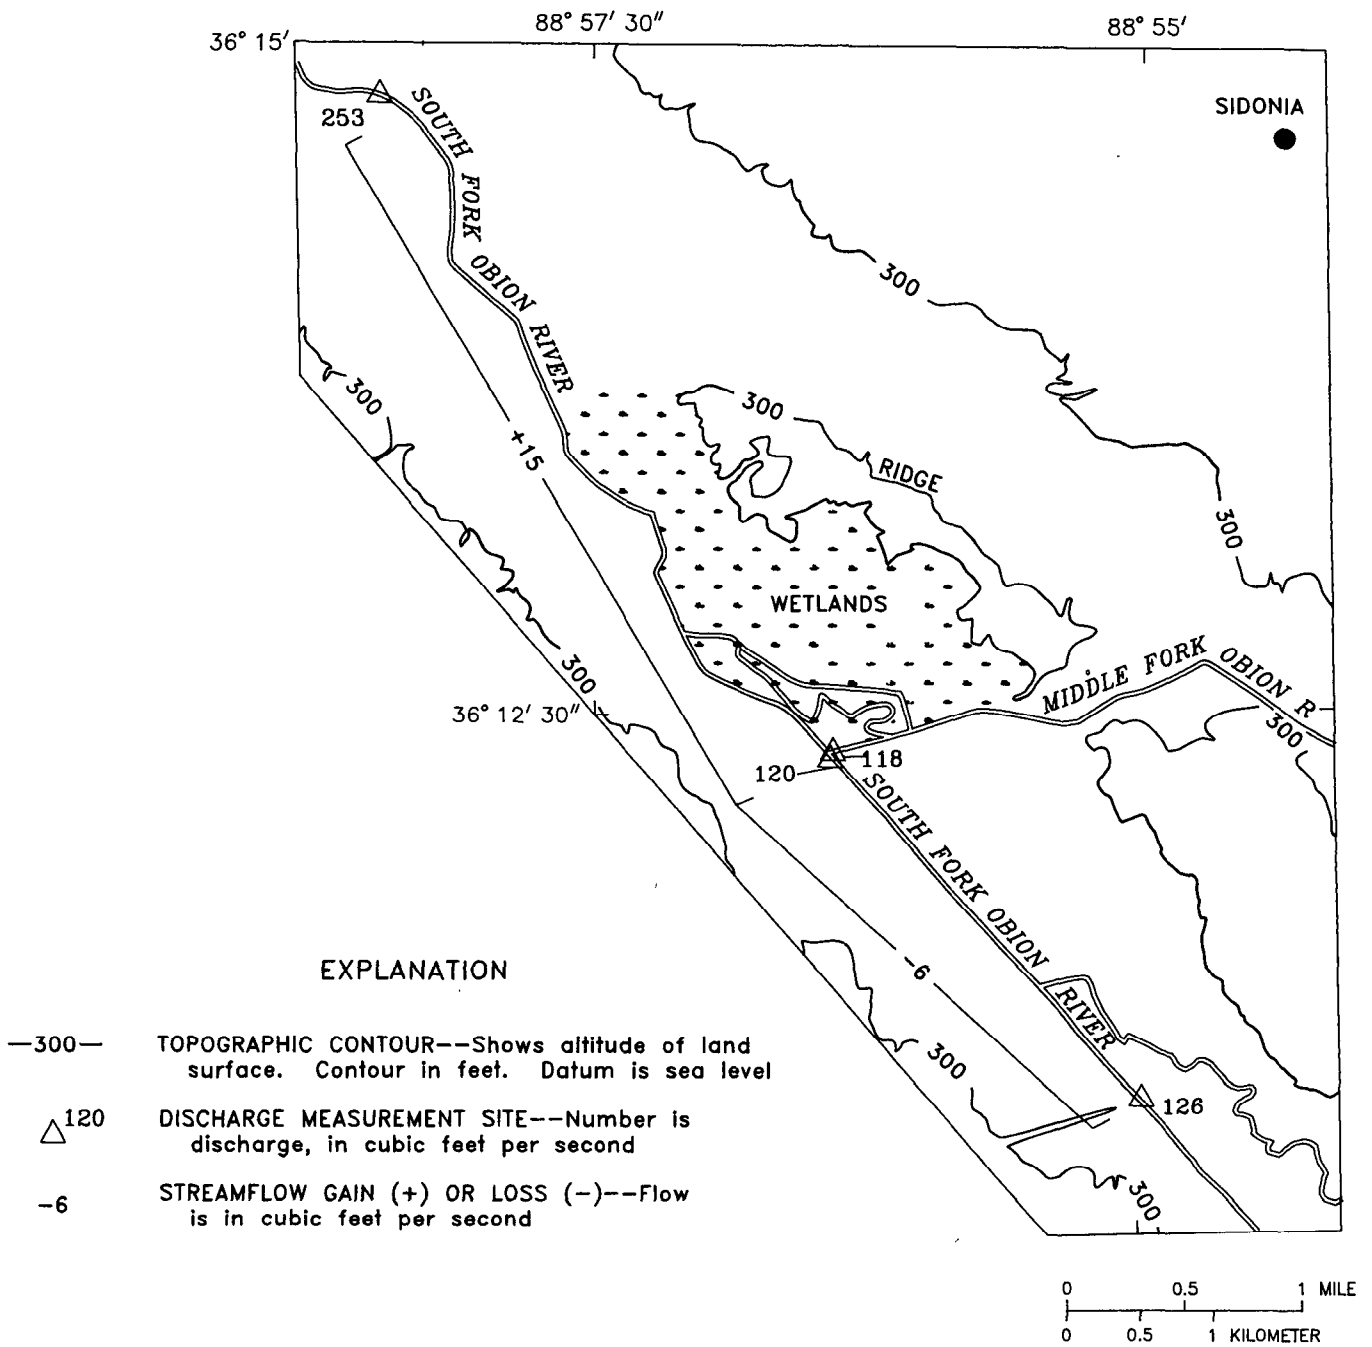 88° 57' 30"
88° 55'
36° 15'
SIDONIA
253
SOUTH FORK OBION RIVER
300
300
300
+15
RIDGE
300
WETLANDS
300
MIDDLE FORK OBION R
36° 12' 30"
300
118
120
SOUTH FORK OBION RIVER
-6
300
126
300
EXPLANATION
—300— TOPOGRAPHIC CONTOUR--Shows altitude of land
surface. Contour in feet. Datum is sea level
120 DISCHARGE MEASUREMENT SITE--Number is
discharge, in cubic feet per second
-6 STREAMFLOW GAIN (+) OR LOSS (-)--Flow
is in cubic feet per second
0 0.5 1 MILE
0 0.5 1 KILOMETER